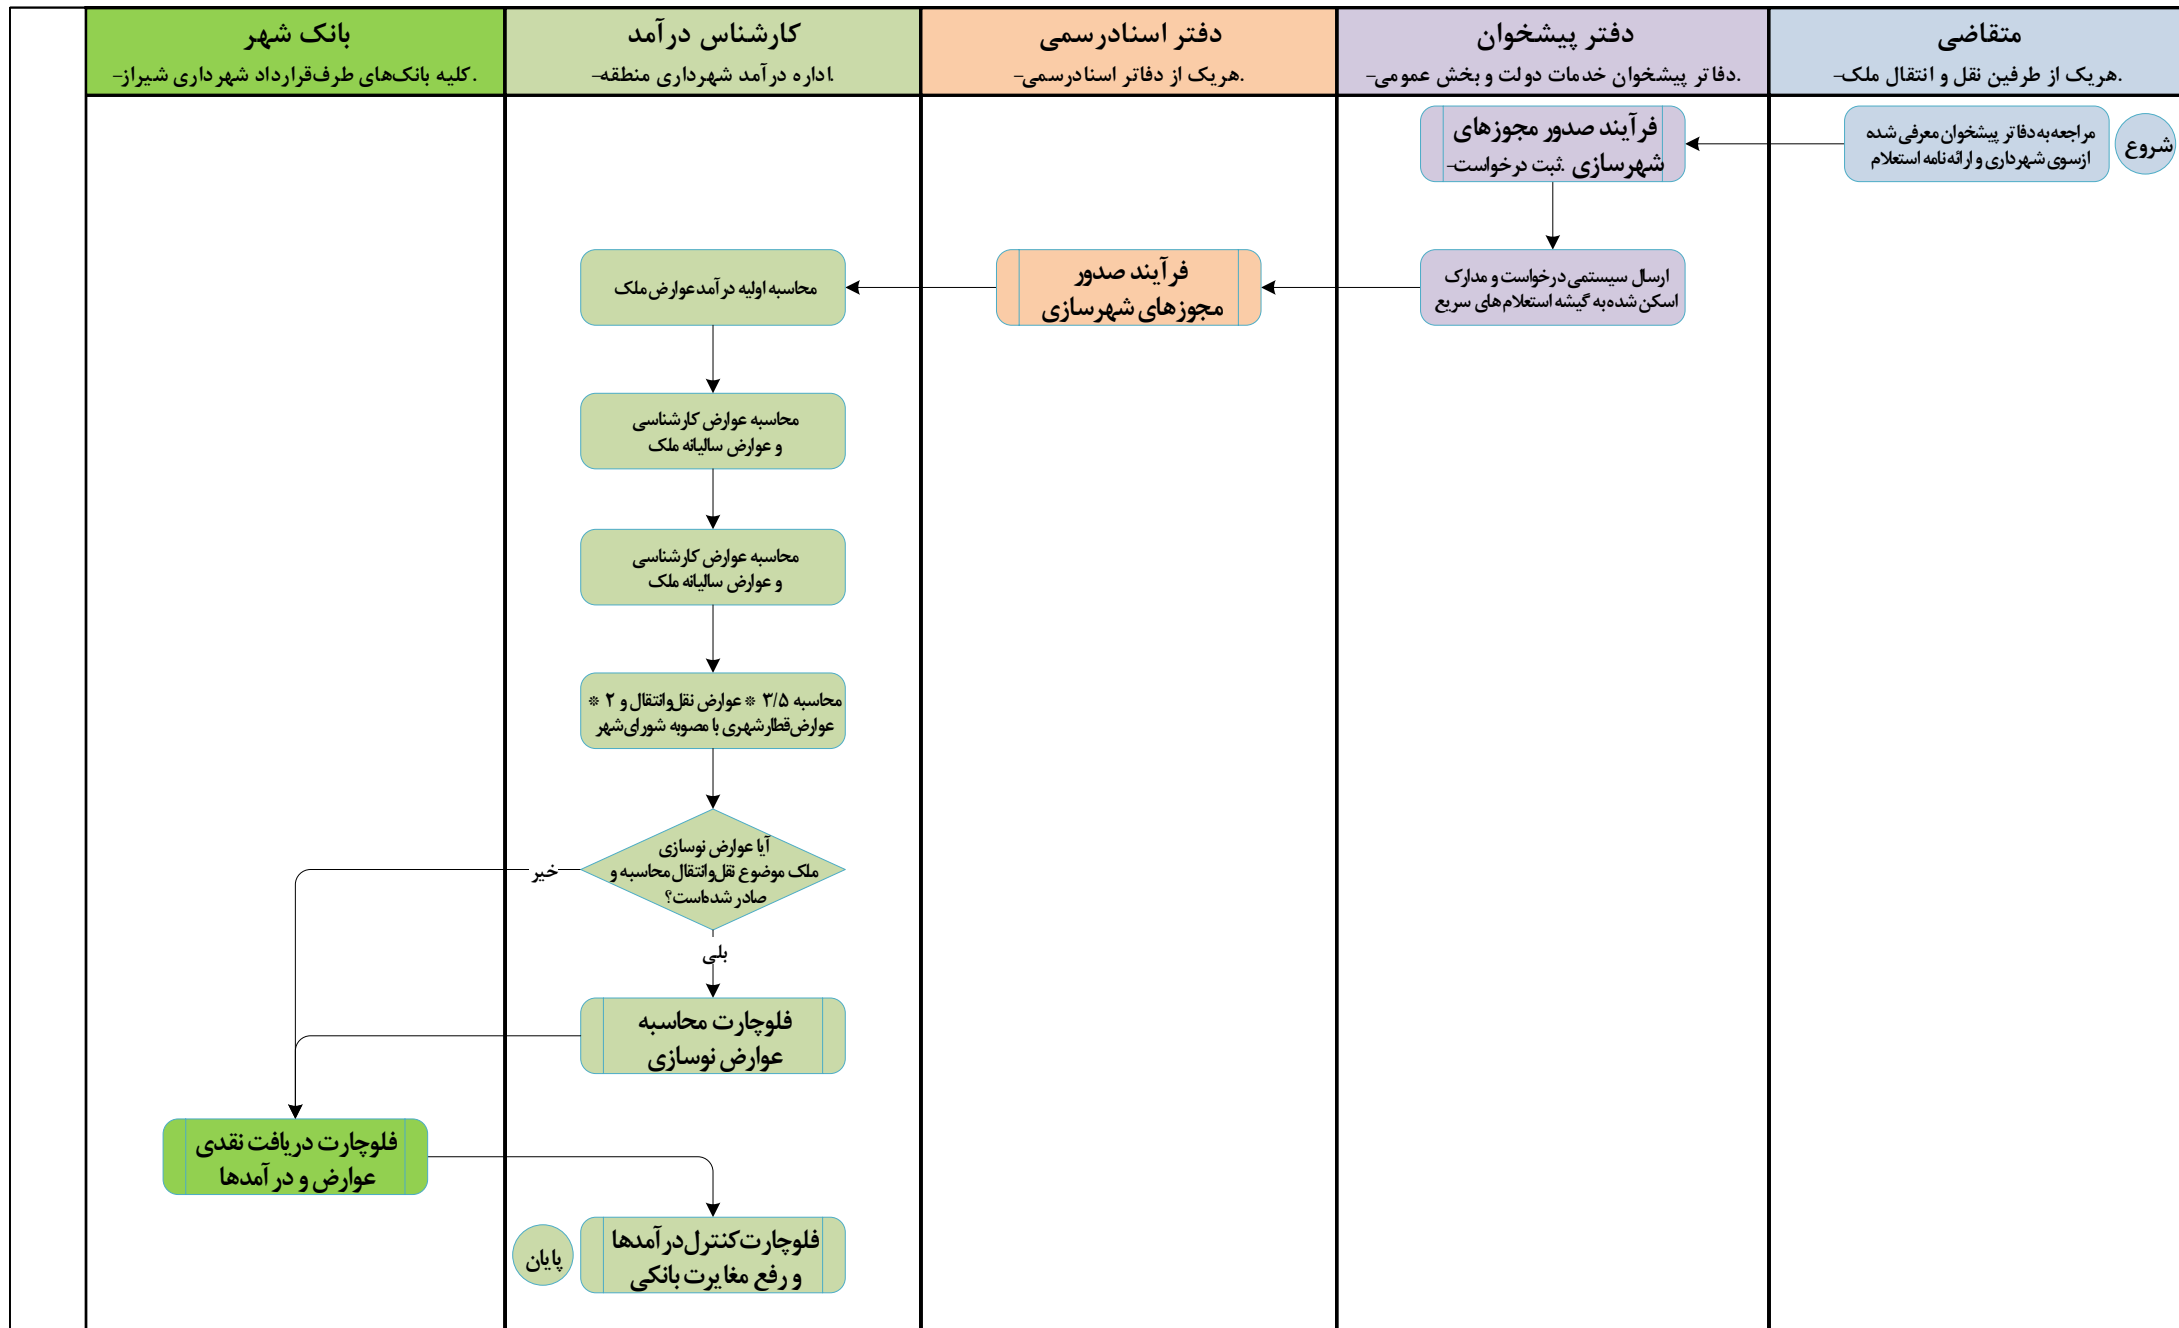 متقاضی
-هریک از طرفین نقل و انتقال ملک.
دفتر پیشخوان
-دفاتر پیشخوان خدمات دولت و بخش عمومی.
دفتر اسنادرسمی
-هریک از دفاتر اسنادرسمی.
کارشناس درآمد
-اداره درآمد شهرداری منطقه.
بانک شهر
-کلیه بانک‌های طرف‌قرارداد شهرداری شیراز.
شروع
مراجعه به دفاتر پیشخوان معرفی شده
ازسوی شهرداری و ارائه نامه استعلام
فرآیند صدور مجوزهای
شهرسازی .ثبت درخواست-
ارسال سیستمی درخواست و مدارک
اسکن شده به گیشه استعلام‌های سریع
فرآیند صدور
مجوزهای شهرسازی
محاسبه اولیه درآمد عوارض ملک
محاسبه عوارض کارشناسی
و عوارض سالیانه ملک
محاسبه عوارض کارشناسی
و عوارض سالیانه ملک
محاسبه ۳/۵ * عوارض نقل‌وانتقال و ۲ *
عوارض‌قطارشهری با مصوبه شورای‌شهر
آیا عوارض نوسازی
ملک موضوع نقل‌وانتقال محاسبه و
صادر شده‌است؟
خیر
بلی
فلوچارت محاسبه
عوارض نوسازی
فلوچارت دریافت نقدی
عوارض و درآمدها
فلوچارت کنترل درآمدها
و رفع مغایرت بانکی
پایان